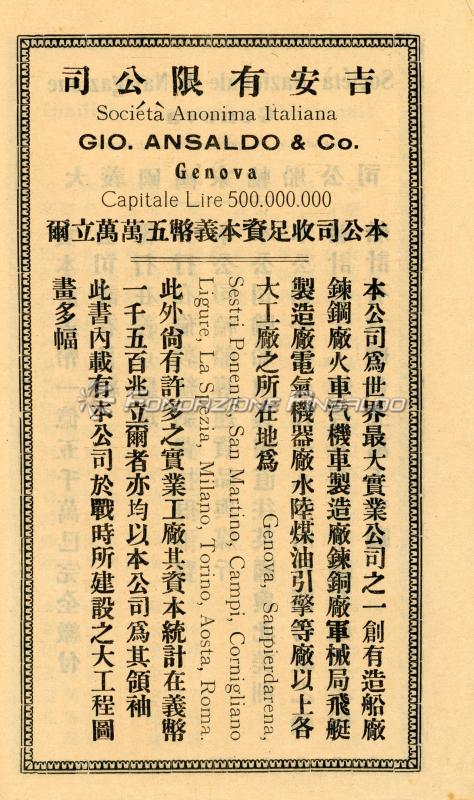 司公限有安吉
Società Anonima Italiana
GIO. ANSALDO & Co.
Genova
Capitale Lire 500.000.000
爾立萬萬五幣義本資足收司公本
本公司爲世界最大實業公司之一創有造船廠
鍊鋼廠火車汽機車製造廠鍊銅廠軍械局飛艇
製造廠電氣機器廠水陸煤油引擎等廠以上各
大工廠之所在地爲 Genova, Sanpierdarena,
Sestri Ponente, San Martino, Campi, Cornigliano
Ligure, La Spezia, Milano, Torino, Aosta, Roma.
此外尙有許多之實業工廠其資本統計在義幣
一千五百兆立爾者亦均以本公司爲其領袖
此書內載有本公司於戰時所建設之大工程圖
畫多幅
FONDAZIONE ANSALDO